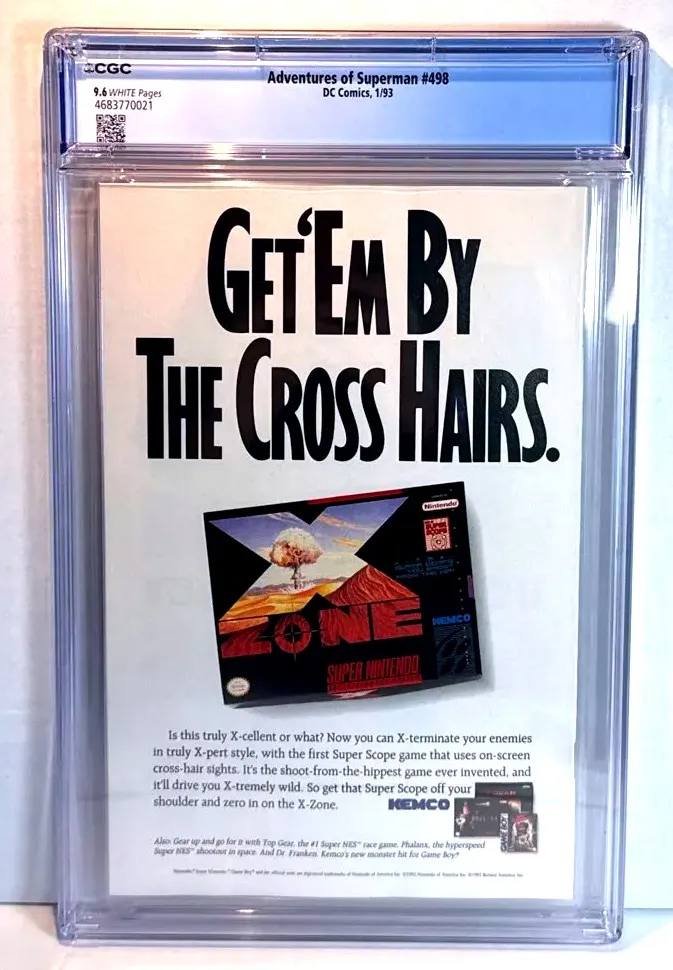 CGC
Adventures of Superman #498
9.6 WHITE Pages
DC Comics, 1/93
4683770021
GET 'EM BY
THE CROSS HAIRS.
Nintendo
SUPER
SCOPE
X
ZONE
KEMCO
SUPER NINTENDO
Is this truly X-cellent or what? Now you can X-terminate your enemies
in truly X-pert style, with the first Super Scope game that uses on-screen
cross-hair sights. It's the shoot-from-the-hippest game ever invented, and
it'll drive you X-tremely wild. So get that Super Scope off your
shoulder and zero in on the X-Zone.
KEMCO
Also: Gear up and go for it with Top Gear, the #1 Super NES™ race game. Phalanx, the hyperspeed
Super NES™ shootout in space. And Dr. Franken. Kemco's new monster hit for Game Boy®